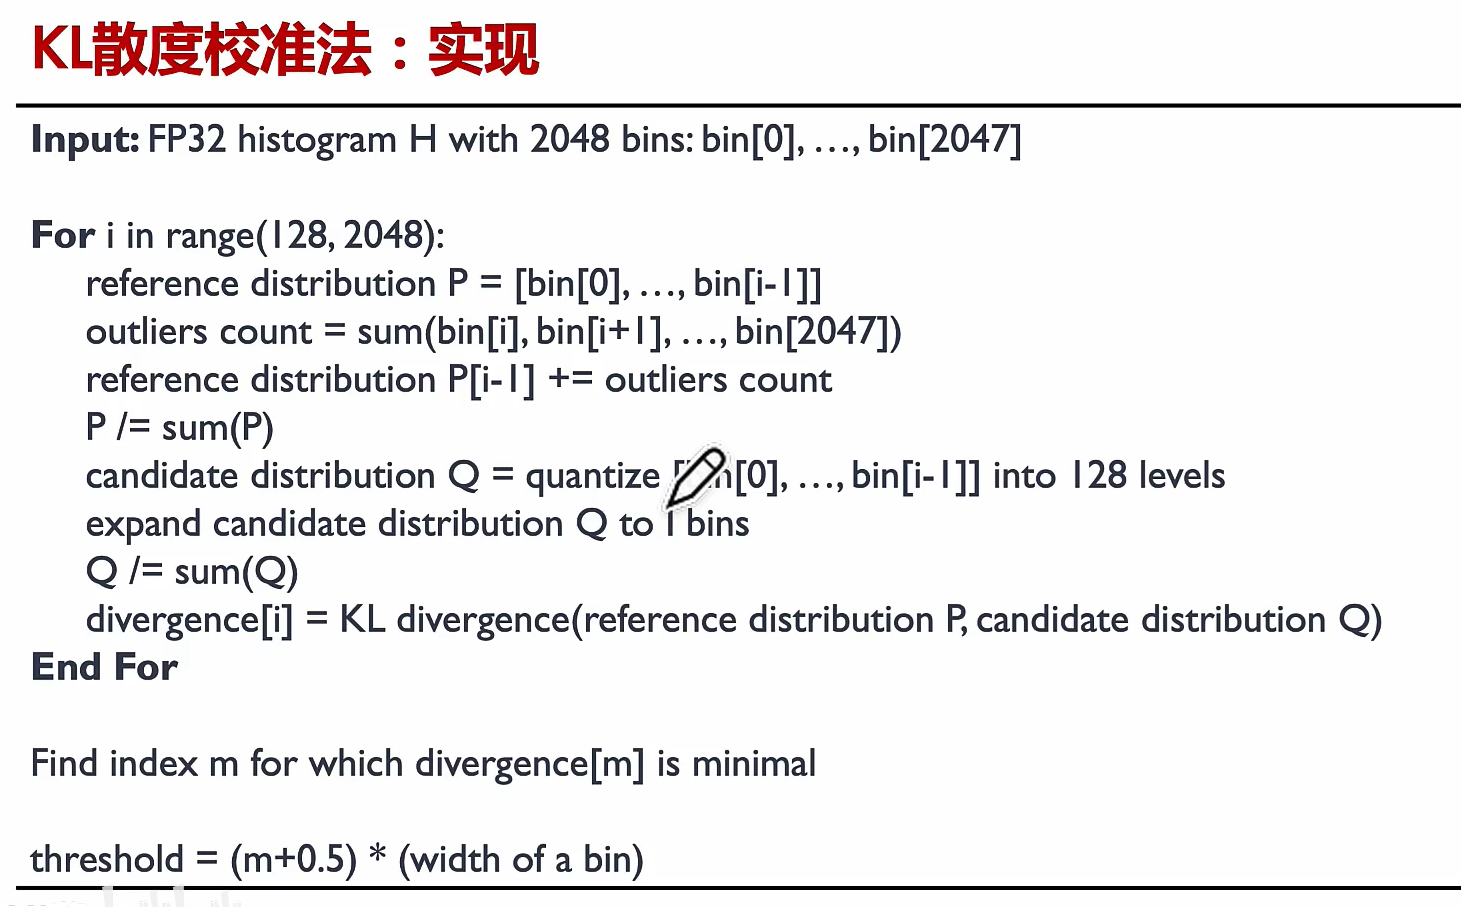 KL散度校准法：实现
Input: FP32 histogram H with 2048 bins: bin[0], …, bin[2047]
For i in range(128, 2048):
reference distribution P = [bin[0], …, bin[i-1]]
outliers count = sum(bin[i], bin[i+1], …, bin[2047])
reference distribution P[i-1] += outliers count
P /= sum(P)
candidate distribution Q = quantize [bin[0], …, bin[i-1]] into 128 levels
expand candidate distribution Q to I bins
Q /= sum(Q)
divergence[i] = KL divergence(reference distribution P, candidate distribution Q)
End For
Find index m for which divergence[m] is minimal
threshold = (m+0.5) * (width of a bin)